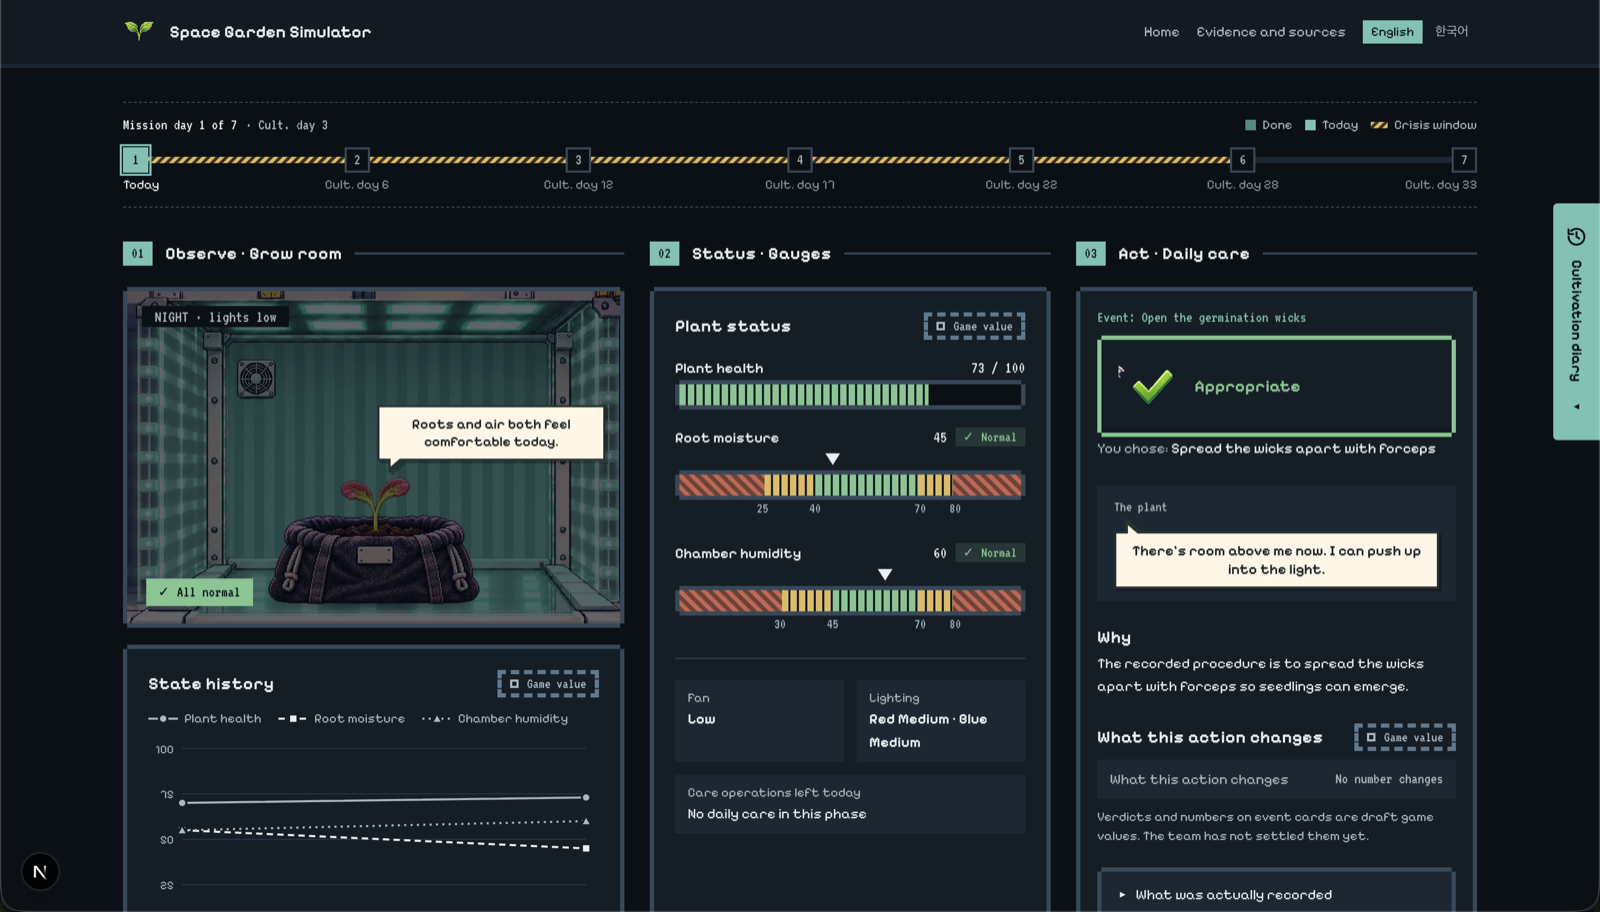 Space Garden Simulator
Home
Evidence and sources
English
한국어
Mission day 1 of 7 · Cult. day 3
Done
Today
Crisis window
1
2
3
4
5
6
7
Today
Cult. day 6
Cult. day 12
Cult. day 17
Cult. day 22
Cult. day 28
Cult. day 33
Cultivation diary
01
Observe · Grow room
NIGHT · lights low
Roots and air both feel
comfortable today.
✓ All normal
State history
Game value
Plant health
Root moisture
Chamber humidity
100
75
50
25
02
Status · Gauges
Plant status
Game value
Plant health
73 / 100
Root moisture
45
✓ Normal
25
40
70
80
Chamber humidity
60
✓ Normal
30
45
70
80
Fan
Low
Lighting
Red Medium · Blue
Medium
Care operations left today
No daily care in this phase
03
Act · Daily care
Event: Open the germination wicks
Appropriate
You chose: Spread the wicks apart with forceps
The plant
There's room above me now. I can push up
into the light.
Why
The recorded procedure is to spread the wicks
apart with forceps so seedlings can emerge.
What this action changes
Game value
What this action changes
No number changes
Verdicts and numbers on event cards are draft game
values. The team has not settled them yet.
What was actually recorded
N